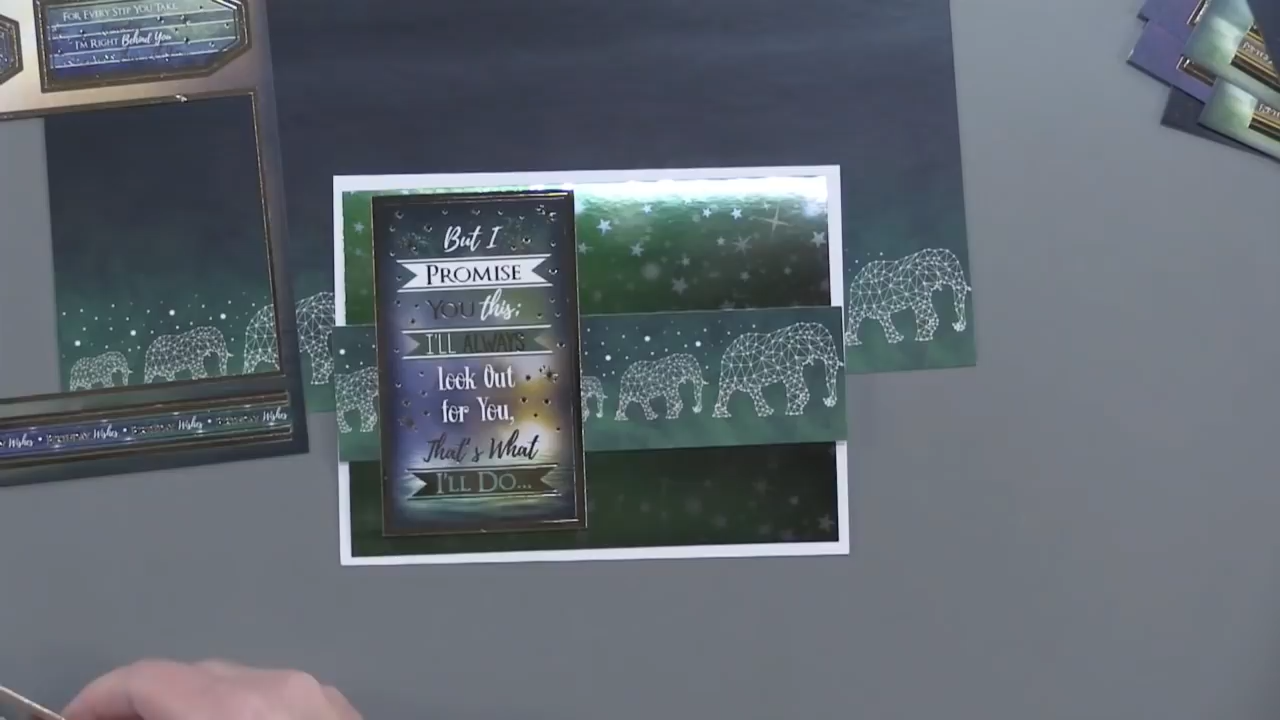 For Every Step You Take,
I'm Right Behind You
But I
Promise
You this:
I'll Always
Look Out
for You,
That's What
I'll Do...
Wishes • Birthday Wishes • Birthday Wishes • Birthday Wishes